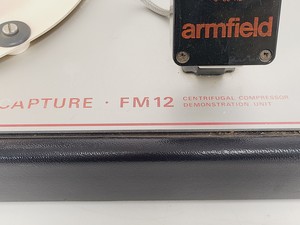 armfield
CAPTURE · FM12 CENTRIFUGAL COMPRESSOR
DEMONSTRATION UNIT